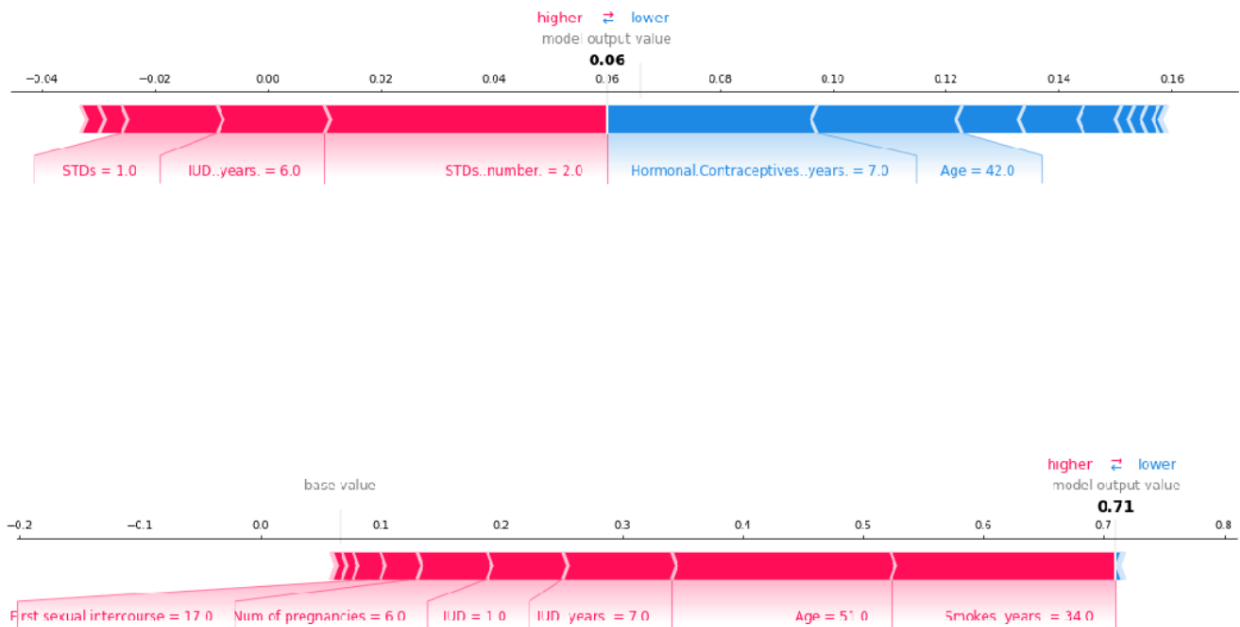 higher ⇄ lower
model output value
0.06
−0.04 −0.02 0.00 0.02 0.04 0.06 0.08 0.10 0.12 0.14 0.16
STDs = 1.0 IUD..years. = 6.0 STDs..number. = 2.0 Hormonal.Contraceptives..years. = 7.0 Age = 42.0
higher ⇄ lower
base value model output value
0.71
−0.2 −0.1 0.0 0.1 0.2 0.3 0.4 0.5 0.6 0.7 0.8
First sexual intercourse = 17.0 Num of pregnancies = 6.0 IUD = 1.0 IUD years = 7.0 Age = 51.0 Smokes years = 34.0